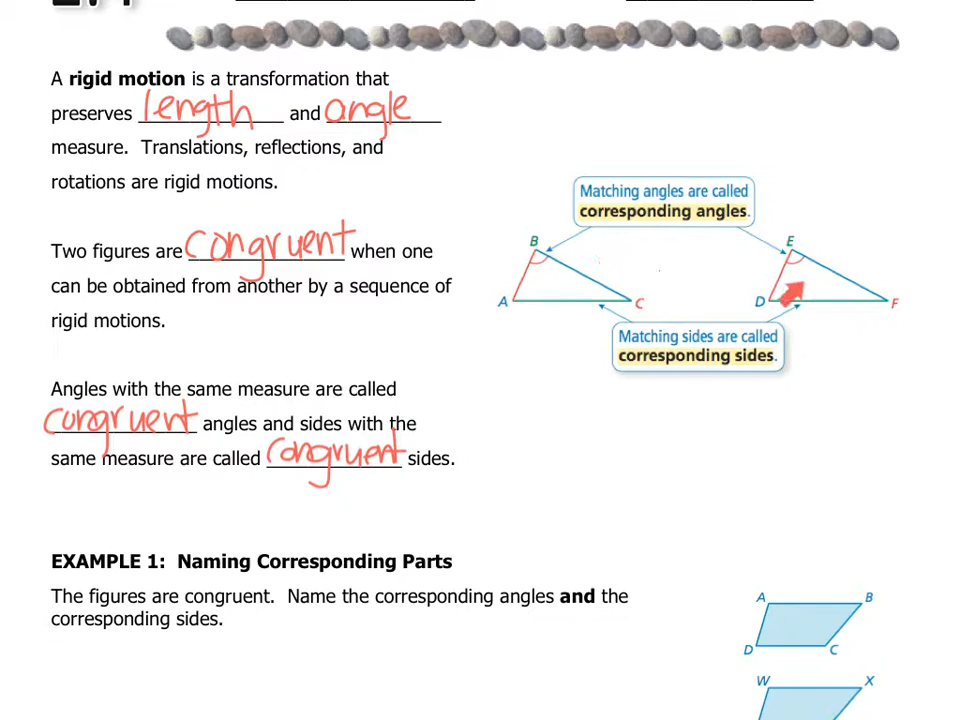 A rigid motion is a transformation that
preserves length and angle
measure. Translations, reflections, and
rotations are rigid motions.
Two figures are congruent when one
can be obtained from another by a sequence of
rigid motions.
Angles with the same measure are called
congruent angles and sides with the
same measure are called congruent sides.
Matching angles are called
corresponding angles.
B
E
A
C
D
F
Matching sides are called
corresponding sides.
EXAMPLE 1: Naming Corresponding Parts
The figures are congruent. Name the corresponding angles and the
corresponding sides.
A
B
D
C
W
X